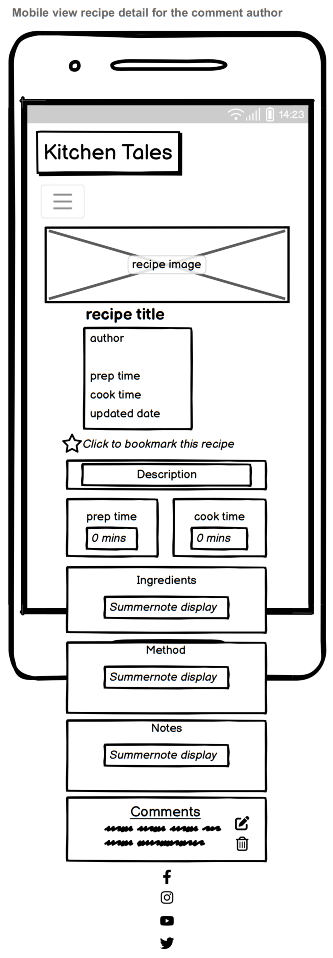 Mobile view recipe detail for the comment author
14:23
Kitchen Tales
recipe image
recipe title
author
prep time
cook time
updated date
Click to bookmark this recipe
Description
prep time
cook time
0 mins
0 mins
Ingredients
Summernote display
Method
Summernote display
Notes
Summernote display
Comments